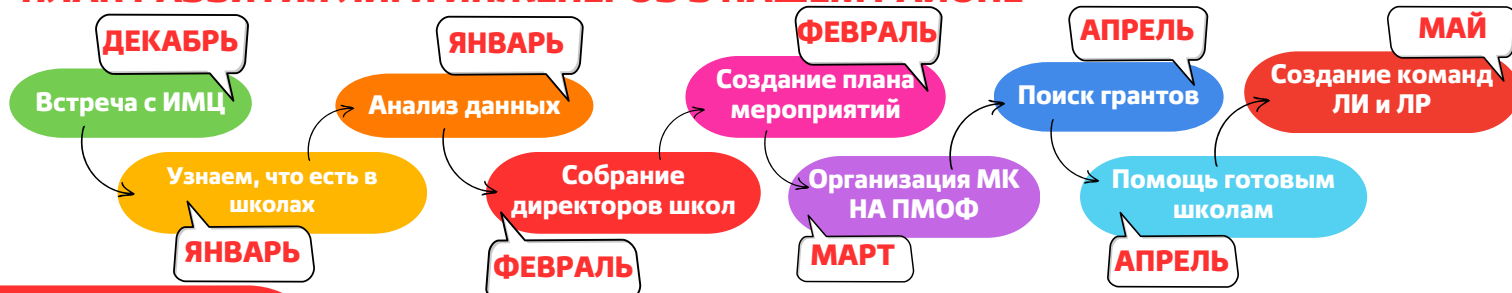 ДЕКАБРЬ
Встреча с ИМЦ
Узнаем, что есть в
школах
ЯНВАРЬ
ЯНВАРЬ
Анализ данных
Собрание
директоров школ
ФЕВРАЛЬ
ФЕВРАЛЬ
Создание плана
мероприятий
Организация МК
НА ПМОФ
МАРТ
АПРЕЛЬ
Поиск грантов
Помощь готовым
школам
АПРЕЛЬ
МАЙ
Создание команд
ЛИ и ЛР